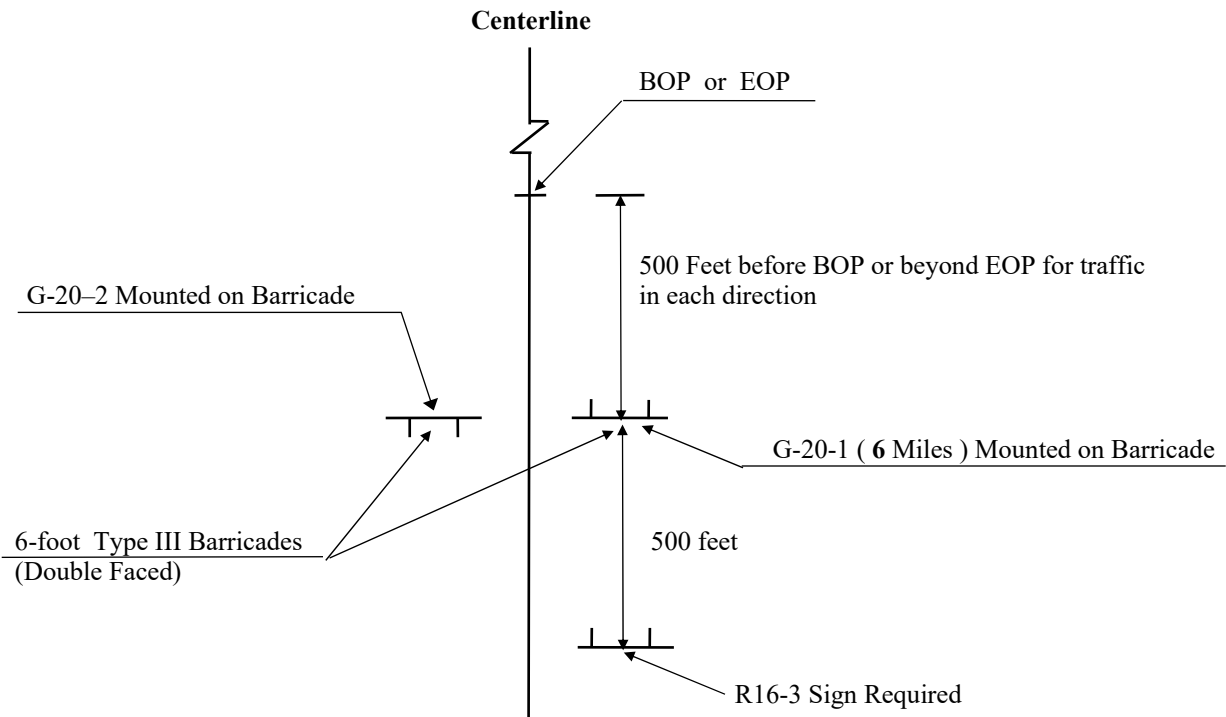 Centerline
BOP or EOP
500 Feet before BOP or beyond EOP for traffic
in each direction
G-20–2 Mounted on Barricade
G-20-1 ( 6 Miles ) Mounted on Barricade
6-foot Type III Barricades
(Double Faced)
500 feet
R16-3 Sign Required